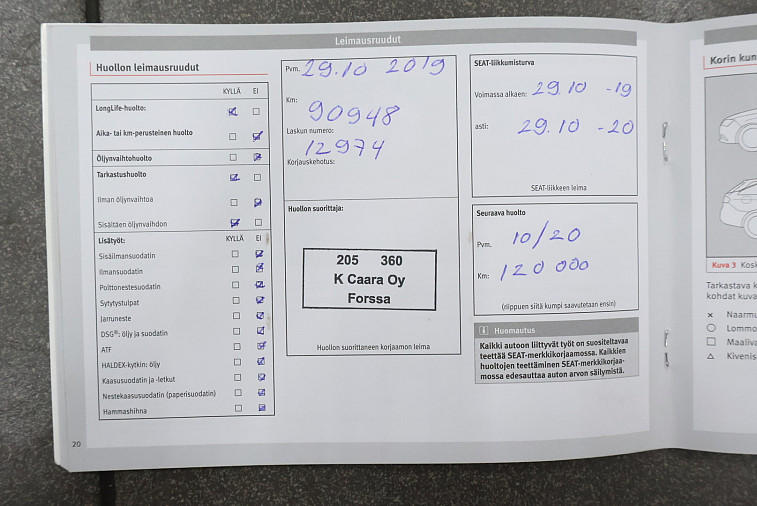 Leimausruudut
Huollon leimausruudut
KYLLÄ EI
LongLife-huolto:
Aika- tai km-perusteinen huolto
Öljynvaihtohuolto
Tarkastushuolto
Ilman öljynvaihtoa
Sisältäen öljynvaihdon
Lisätyöt: KYLLÄ EI
Sisäilmansuodatin
Ilmansuodatin
Polttonestesuodatin
Sytytystulpat
Jarruneste
DSG®: öljy ja suodatin
ATF
HALDEX-kytkin: öljy
Kaasusuodatin ja -letkut
Nestekaasusuodatin (paperisuodatin)
Hammashihna
20
Pvm. 29.10 2019
Km:
90948
Laskun numero:
12974
Korjauskehotus:
Huollon suorittaja:
205 360
K Caara Oy
Forssa
Huollon suorittaneen korjaamon leima
SEAT-liikkumisturva
Voimassa alkaen: 29.10 -19
asti: 29.10 -20
SEAT-liikkeen leima
Seuraava huolto
Pvm. 10/20
Km: 120 000
(riippuen siitä kumpi saavutetaan ensin)
i Huomautus
Kaikki autoon liittyvät työt on suositeltavaa
teettää SEAT-merkkikorjaamossa. Kaikkien
huoltojen teettäminen SEAT-merkkikorjaa-
mossa edesauttaa auton arvon säilymistä.
Korin kun
Kuva 3 Kosk
Tarkastava k
kohdat kuva
Naarmu
Lommo
Maaliva
Kivenis